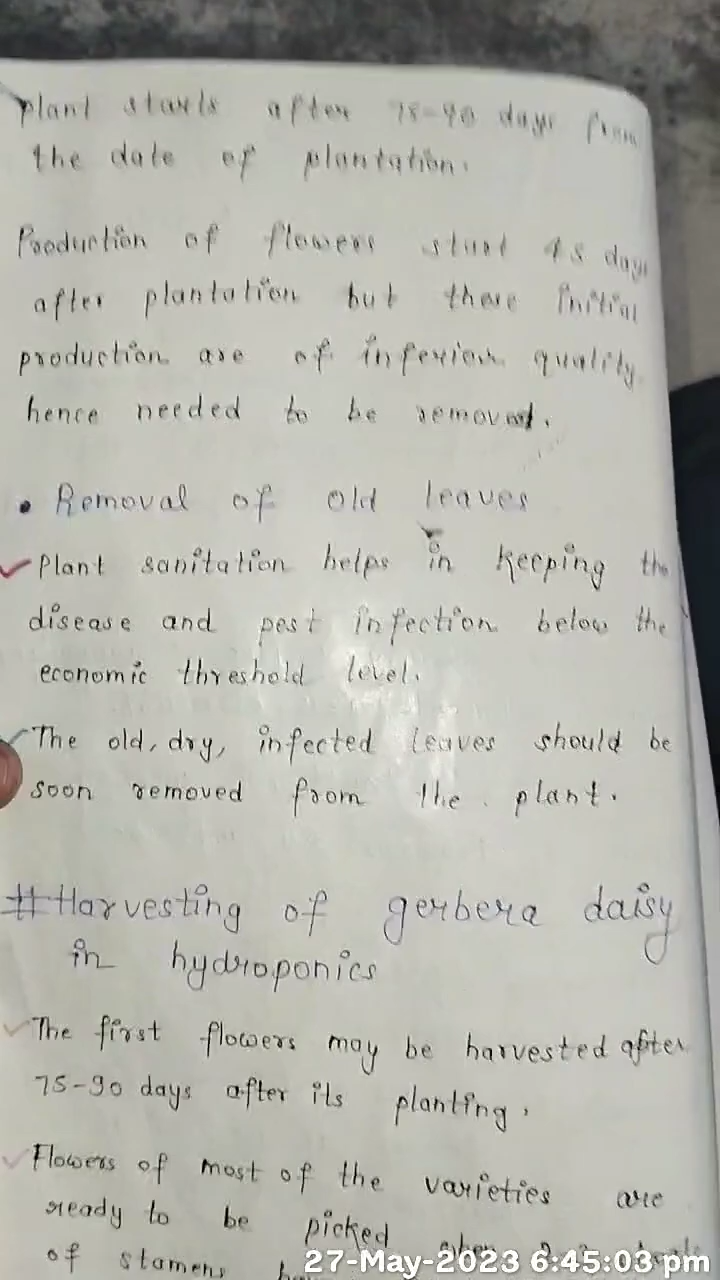 plant starts after 75-90 days from
the date of plantation.
Production of flowers start 45 days
after plantation but these initial
production are of inferior quality
hence needed to be removed.
• Removal of old leaves
Plant sanitation helps in keeping the
disease and pest infection below the
economic threshold level.
The old, dry, infected leaves should be
soon removed from the plant.
# Harvesting of gerbera daisy
in hydroponics
The first flowers may be harvested after
75-90 days after its planting,
Flowers of most of the varieties are
ready to be picked when
of stamens
27-May-2023 6:45:03 pm